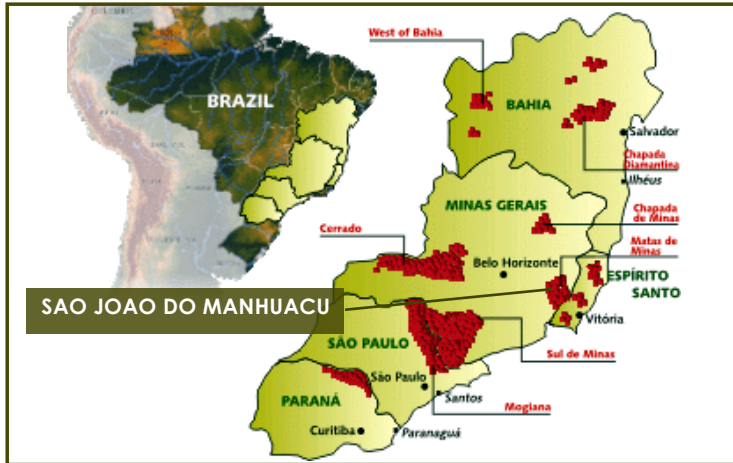 West of Bahia
BRAZIL
BAHIA
Salvador
Chapada
Diamantina
Ilhéus
MINAS GERAIS
Chapada
de Minas
Cerrado
Matas de
Minas
Belo Horizonte
ESPÍRITO
SANTO
SAO JOAO DO MANHUACU
Vitória
SÃO PAULO
Sul de Minas
São Paulo
Santos
PARANÁ
Mogiana
Curitiba
Paranaguá